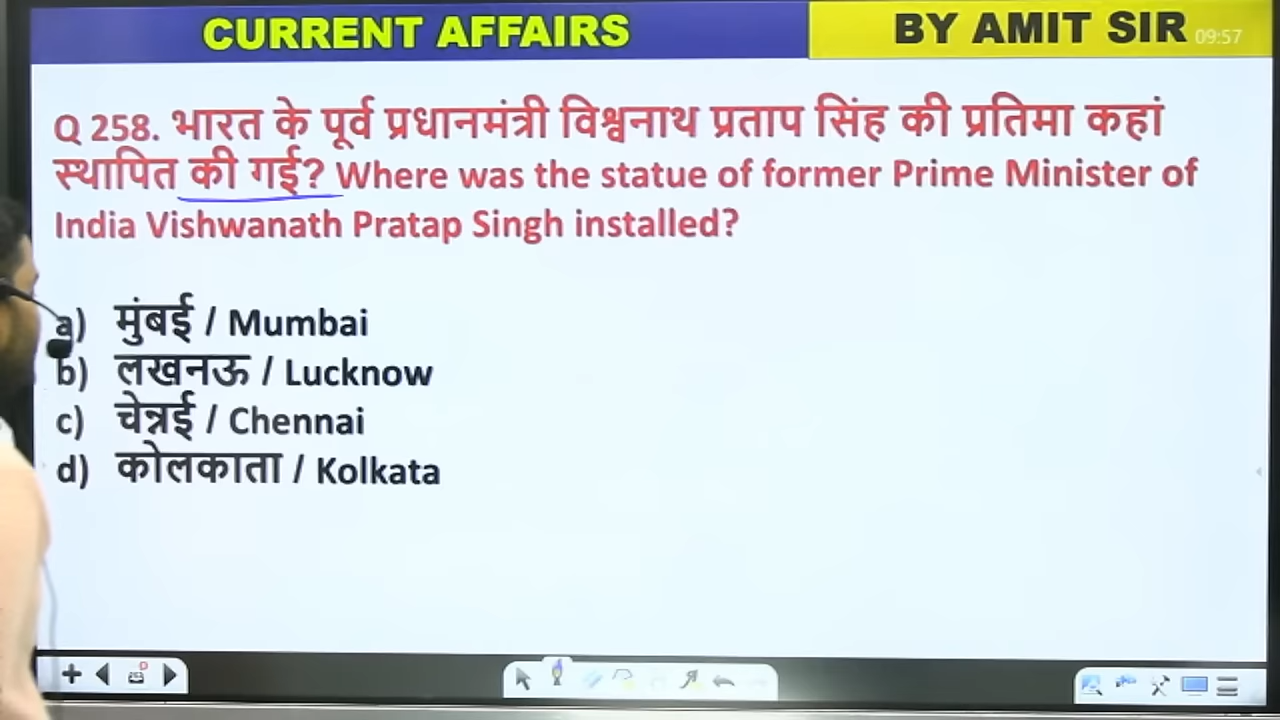 CURRENT AFFAIRS
BY AMIT SIR
09:57
Q 258. भारत के पूर्व प्रधानमंत्री विश्वनाथ प्रताप सिंह की प्रतिमा कहां
स्थापित की गई? Where was the statue of former Prime Minister of
India Vishwanath Pratap Singh installed?
a) मुंबई / Mumbai
b) लखनऊ / Lucknow
c) चेन्नई / Chennai
d) कोलकाता / Kolkata